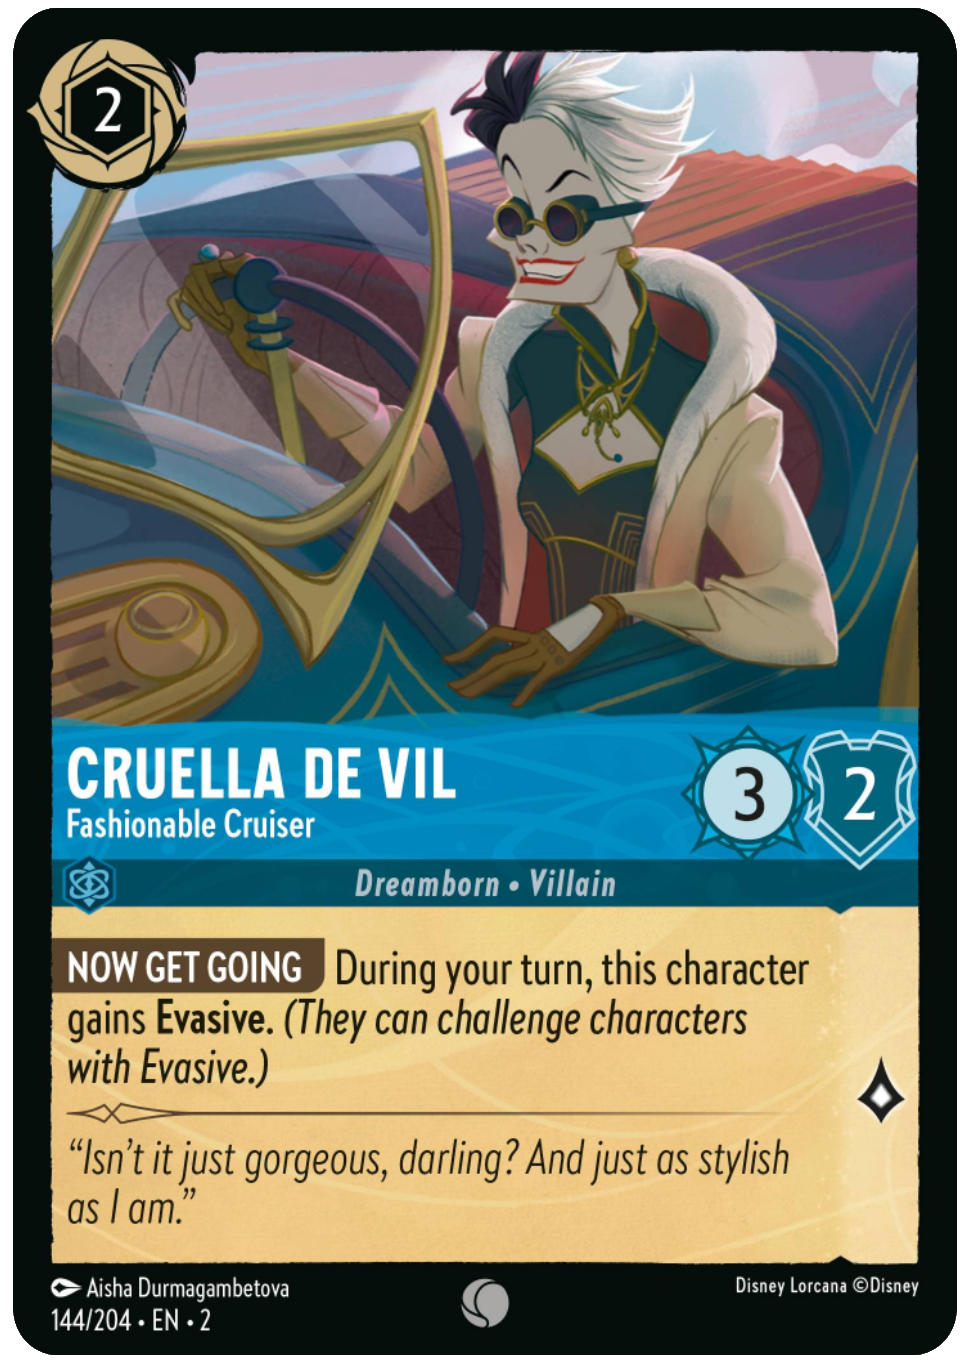 2
CRUELLA DE VIL
Fashionable Cruiser
3
2
Dreamborn • Villain
NOW GET GOING During your turn, this character
gains Evasive. (They can challenge characters
with Evasive.)
“Isn’t it just gorgeous, darling? And just as stylish
as I am.”
Aisha Durmagambetova
144/204 • EN • 2
Disney Lorcana ©Disney